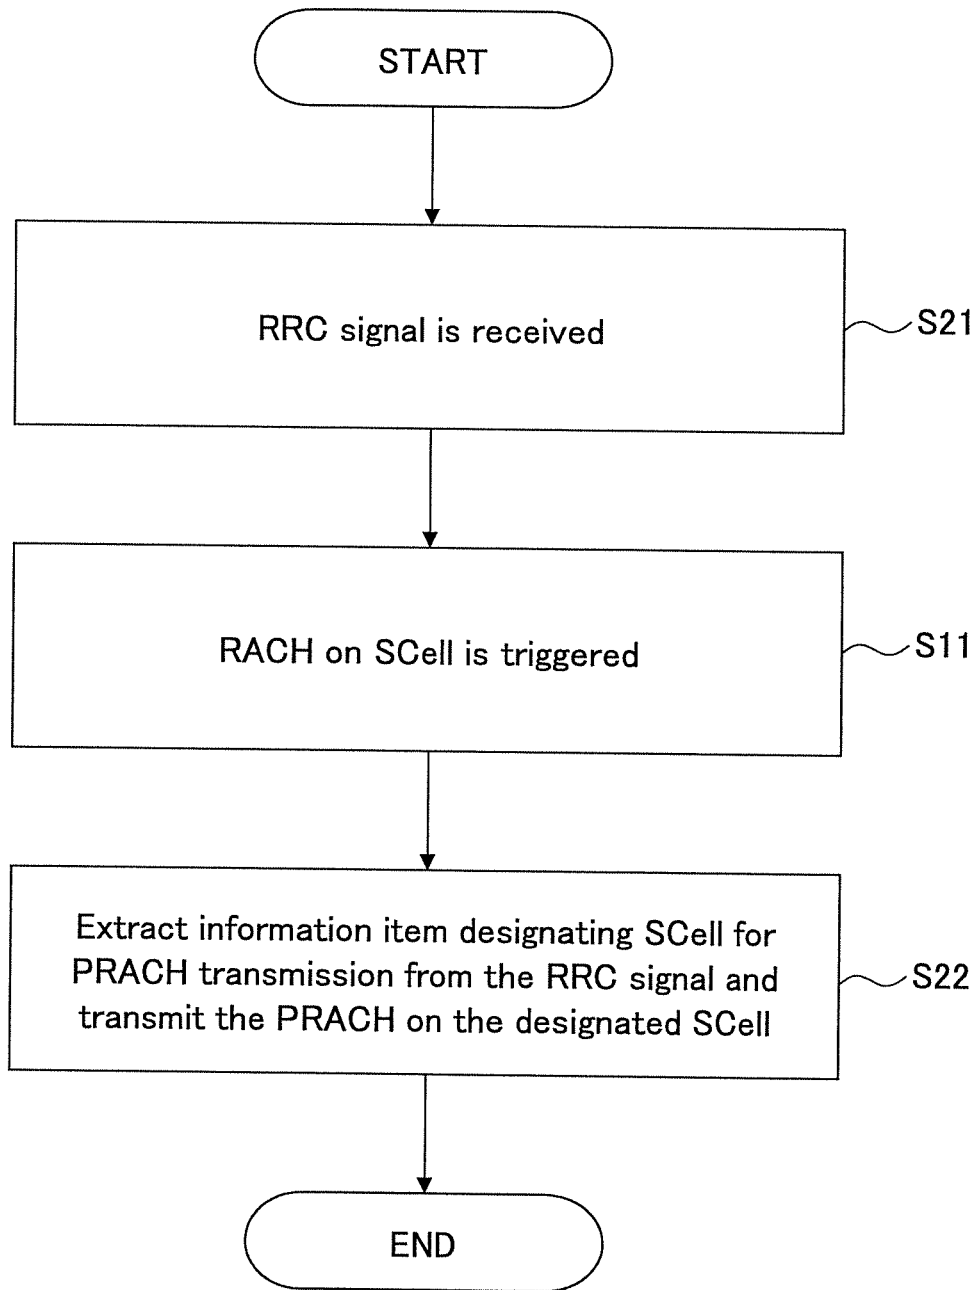 START
RRC signal is received
S21
RACH on SCell is triggered
S11
Extract information item designating SCell for
PRACH transmission from the RRC signal and
transmit the PRACH on the designated SCell
S22
END